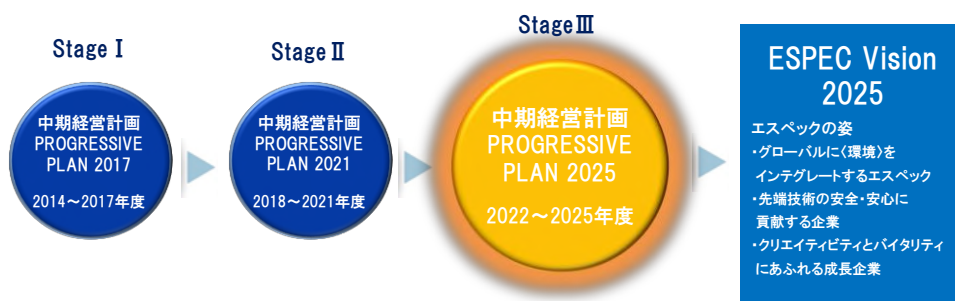 Stage Ⅰ
中期経営計画
PROGRESSIVE
PLAN 2017
2014～2017年度
Stage Ⅱ
中期経営計画
PROGRESSIVE
PLAN 2021
2018～2021年度
Stage Ⅲ
中期経営計画
PROGRESSIVE
PLAN 2025
2022～2025年度
ESPEC Vision
2025
エスペックの姿
・グローバルに〈環境〉を
インテグレートするエスペック
・先端技術の安全・安心に
貢献する企業
・クリエイティビティとバイタリティ
にあふれる成長企業